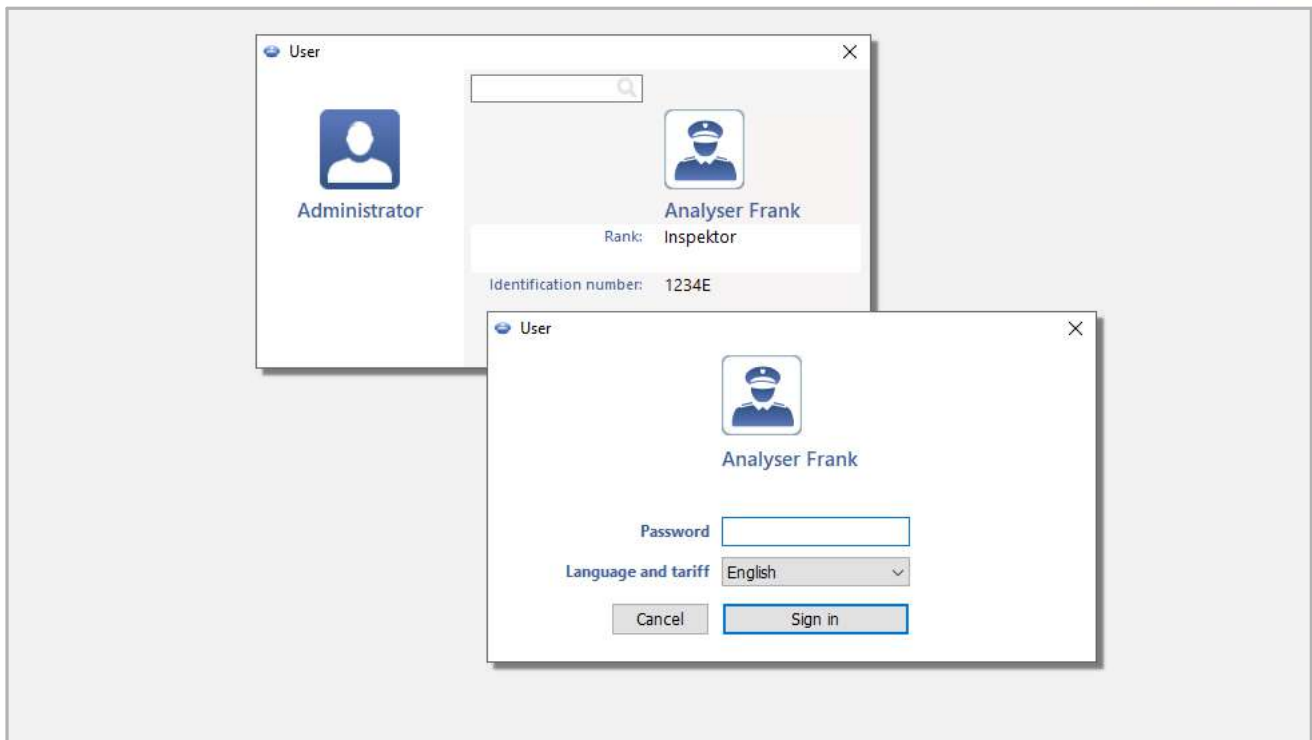 User
Administrator
Analyser Frank
Rank: Inspektor
Identification number: 1234E
User
Analyser Frank
Password
Language and tariff English
Cancel Sign in